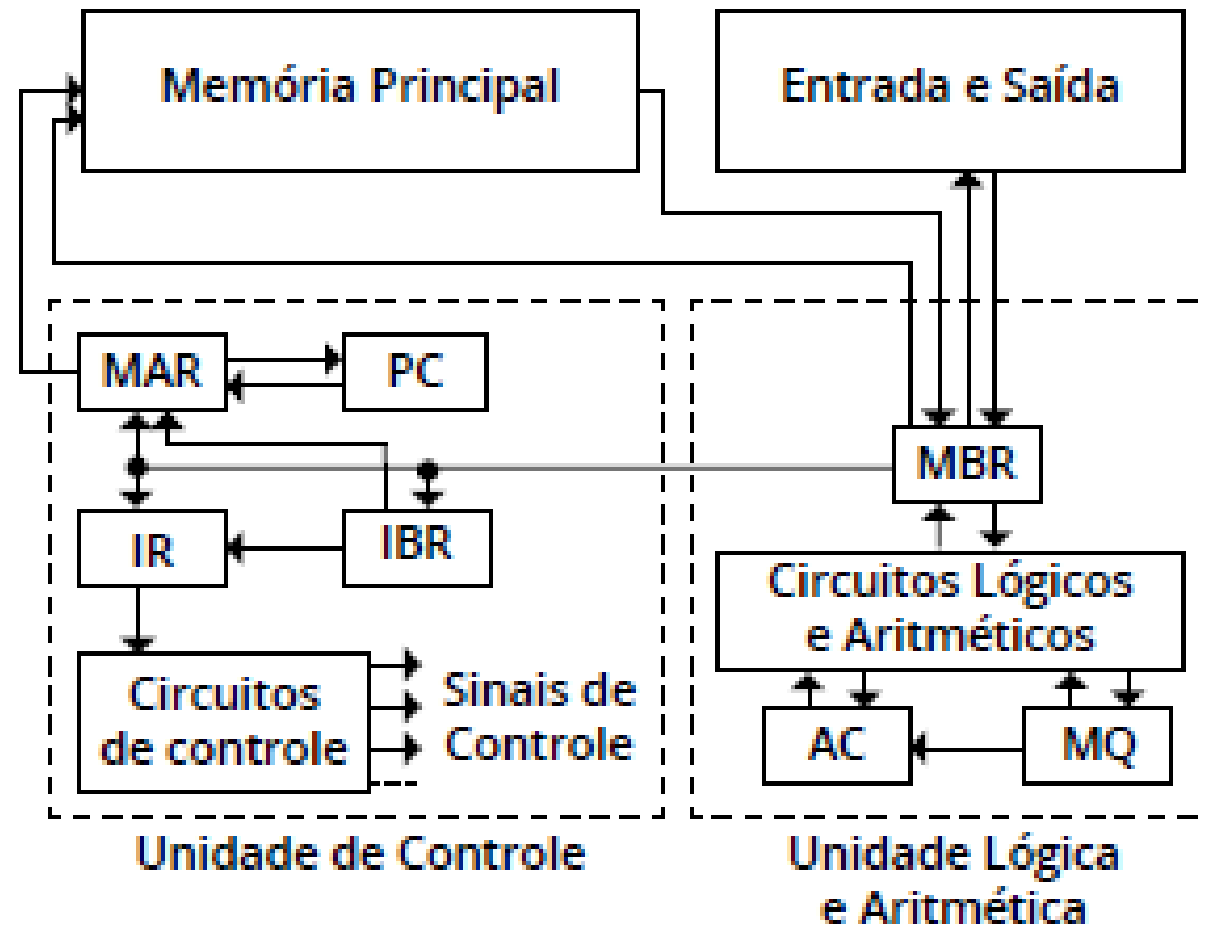 Memória Principal
Entrada e Saída
MAR
PC
MBR
IR
IBR
Circuitos Lógicos
e Aritméticos
Circuitos
de controle
Sinais de
Controle
AC
MQ
Unidade de Controle
Unidade Lógica
e Aritmética